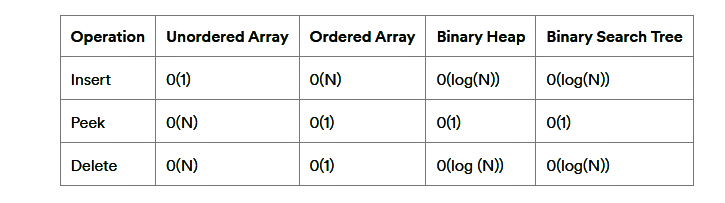 Operation Unordered Array Ordered Array Binary Heap Binary Search Tree
Insert 0(1) 0(N) 0(log(N)) 0(log(N))
Peek 0(N) 0(1) 0(1) 0(1)
Delete 0(N) 0(1) 0(log (N)) 0(log(N))